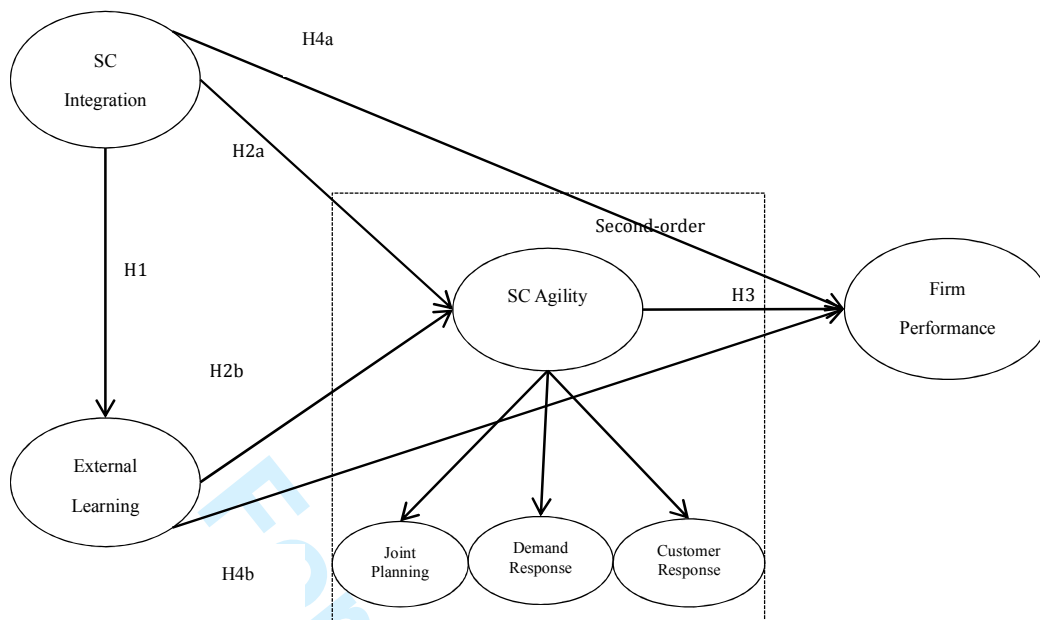 SC
Integration
H4a
H2a
Second-order
H1
SC Agility
H3
Firm
Performance
H2b
External
Learning
Joint
Planning
Demand
Response
Customer
Response
H4b
For